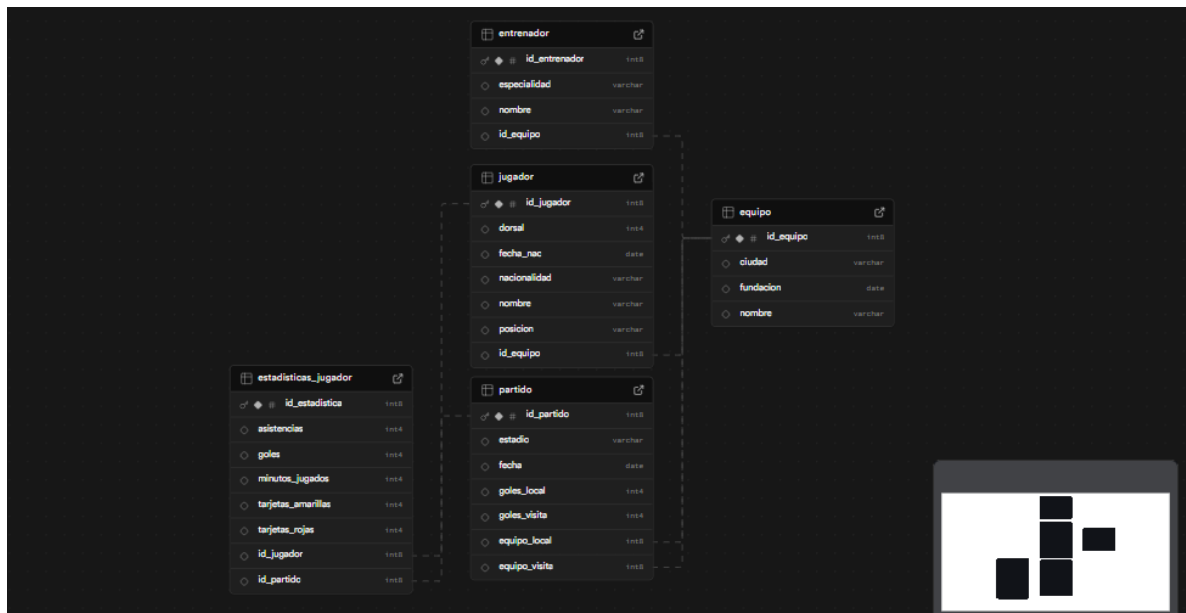 entrenador
id_entrenador int8
especialidad varchar
nombre varchar
id_equipo int8
jugador
id_jugador int8
dorsal int4
fecha_nac date
nacionalidad varchar
nombre varchar
posicion varchar
id_equipo int8
equipo
id_equipo int8
ciudad varchar
fundacion date
nombre varchar
estadisticas_jugador
id_estadistica int8
asistencias int4
goles int4
minutos_jugados int4
tarjetas_amarillas int4
tarjetas_rojas int4
id_jugador int8
id_partido int8
partido
id_partido int8
estadio varchar
fecha date
goles_local int4
goles_visita int4
equipo_local int8
equipo_visita int8